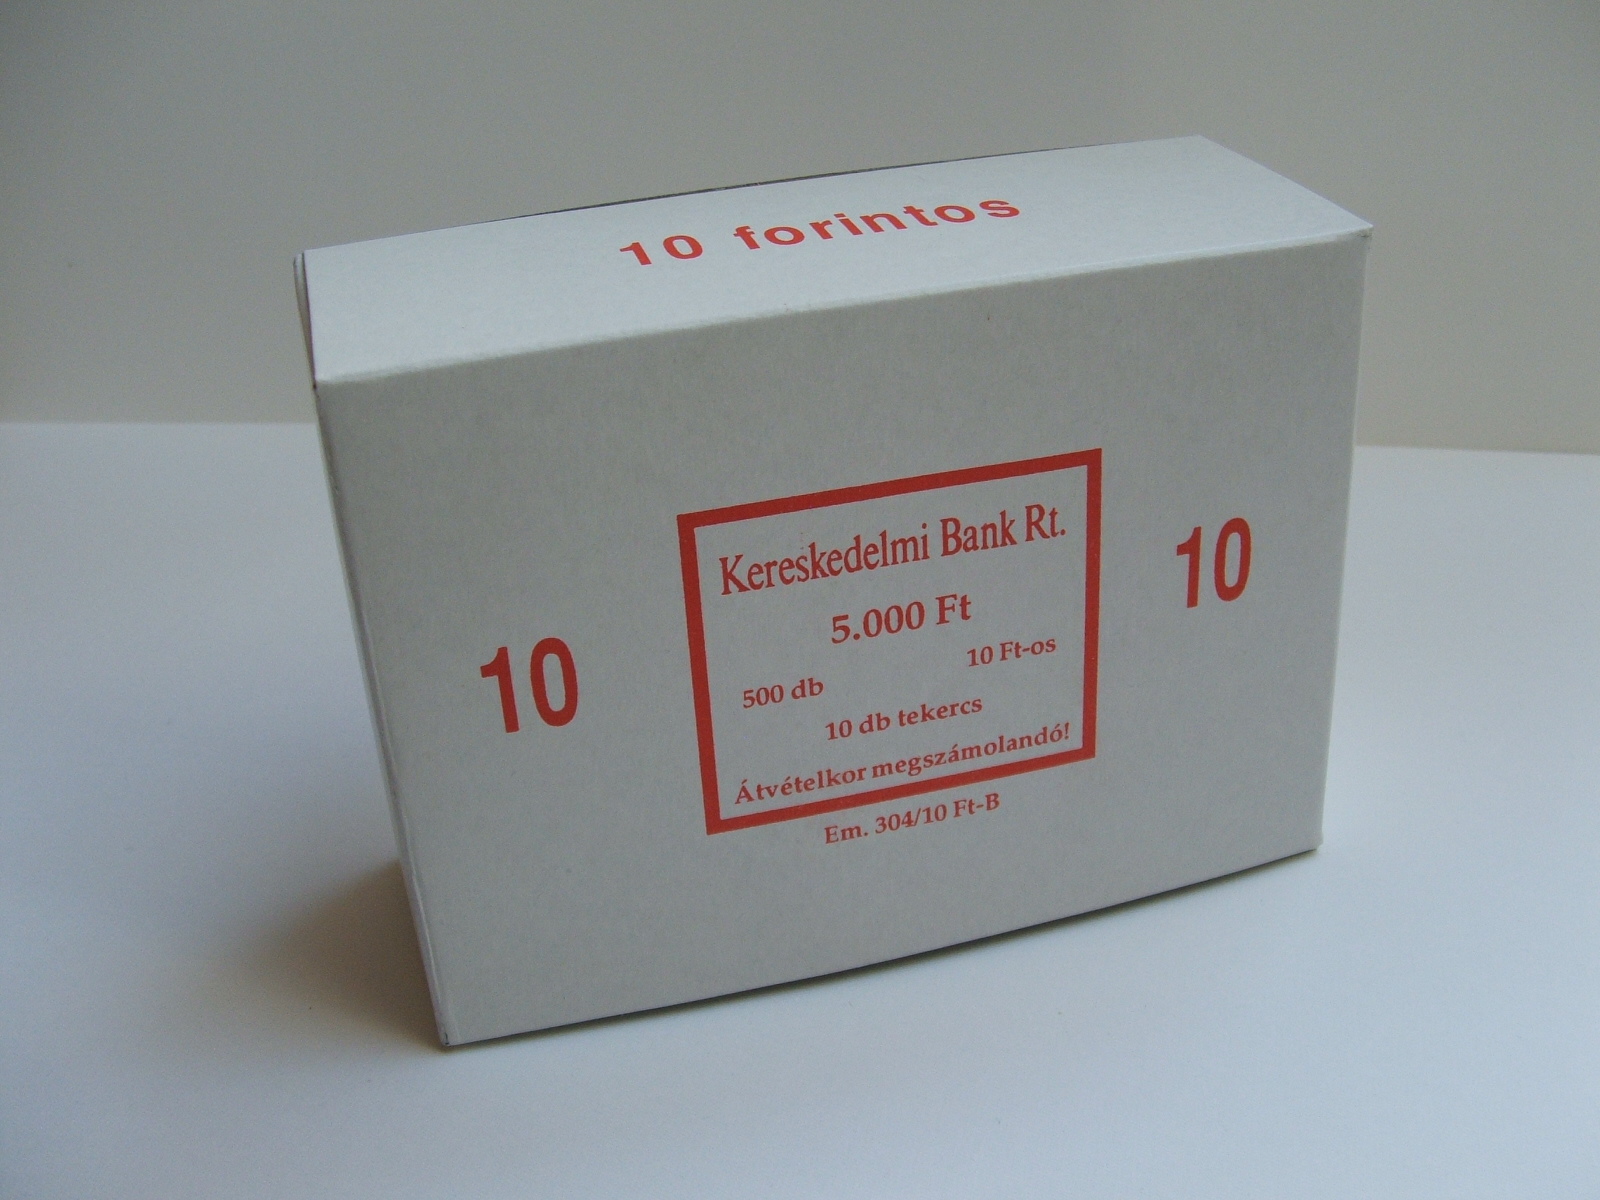 10 forintos
Kereskedelmi Bank Rt.
5.000 Ft
10 Ft-os
500 db
10 db tekercs
Átvételkor megszámolandó!
Em. 304/10 Ft-B
10
10